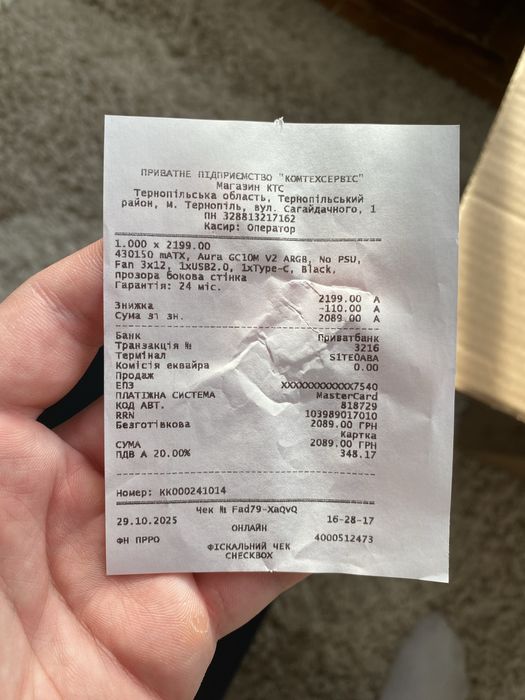 ПРИВАТНЕ ПІДПРИЄМСТВО "КОМТЕХСЕРВІС"
Магазин КТС
Тернопільська область, Тернопільський
район, м. Тернопіль, вул. Сагайдачного, 1
ПН 328813217162
Касир: Оператор
1.000 x 2199.00
430150 mATX, Aura GC10M V2 ARGB, No PSU,
Fan 3x12, 1xUSB2.0, 1xType-C, Black,
прозора бокова стінка
Гарантія: 24 міс.
2199.00 А
Знижка -110.00 А
Сума зі зн. 2089.00 А
Банк Приватбанк
Транзакція № 3216
Термінал S1TE0ABA
Комісія еквайра 0.00
Продаж
ЕПЗ XXXXXXXXXXXX7540
ПЛАТІЖНА СИСТЕМА MasterCard
КОД АВТ. 818729
RRN 103989017010
Безготівкова 2089.00 ГРН
Картка
СУМА 2089.00 ГРН
ПДВ А 20.00% 348.17
Номер: КК000241014
Чек № Fad79-XaQvQ
29.10.2025 16-28-17
ОНЛАЙН
ФН ПРРО 4000512473
ФІСКАЛЬНИЙ ЧЕК
CHECKBOX